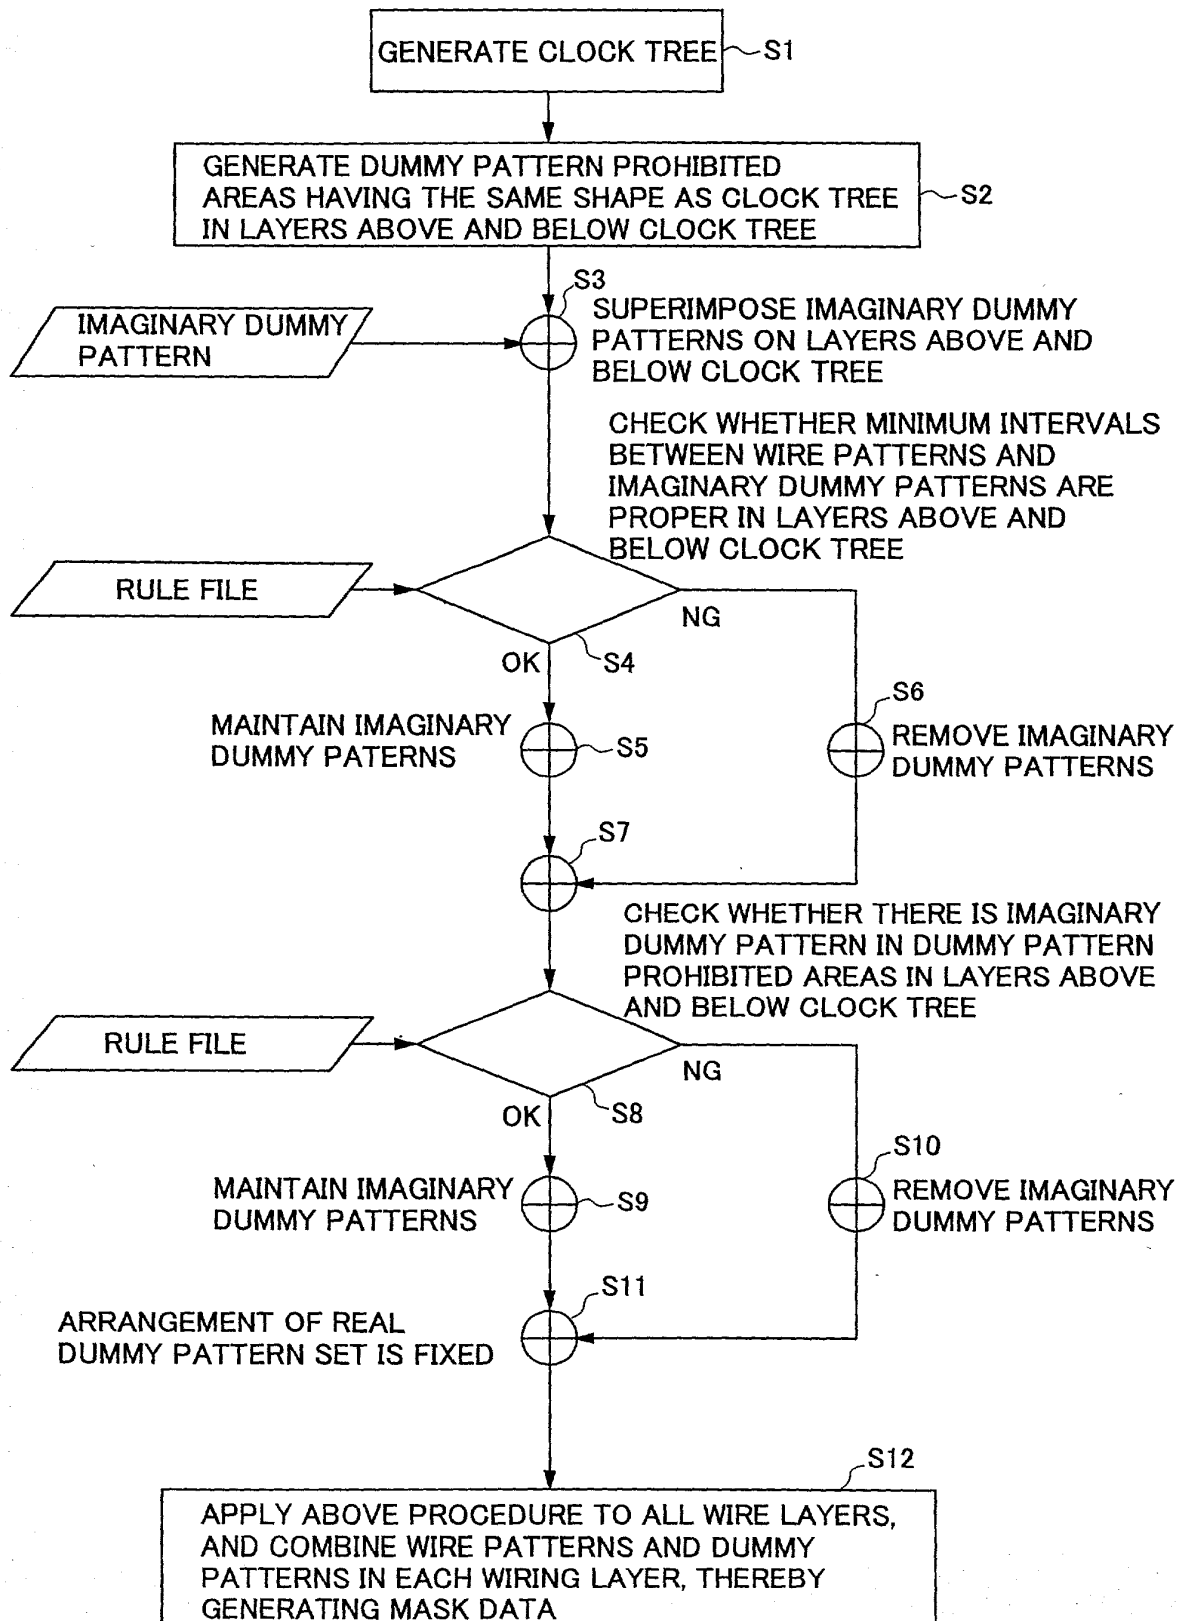 GENERATE CLOCK TREE
S1
GENERATE DUMMY PATTERN PROHIBITED
AREAS HAVING THE SAME SHAPE AS CLOCK TREE
IN LAYERS ABOVE AND BELOW CLOCK TREE
S2
S3
IMAGINARY DUMMY
PATTERN
SUPERIMPOSE IMAGINARY DUMMY
PATTERNS ON LAYERS ABOVE AND
BELOW CLOCK TREE
CHECK WHETHER MINIMUM INTERVALS
BETWEEN WIRE PATTERNS AND
IMAGINARY DUMMY PATTERNS ARE
PROPER IN LAYERS ABOVE AND
BELOW CLOCK TREE
RULE FILE
NG
OK
S4
S6
MAINTAIN IMAGINARY
DUMMY PATERNS
S5
REMOVE IMAGINARY
DUMMY PATTERNS
S7
CHECK WHETHER THERE IS IMAGINARY
DUMMY PATTERN IN DUMMY PATTERN
PROHIBITED AREAS IN LAYERS ABOVE
AND BELOW CLOCK TREE
RULE FILE
NG
OK
S8
S10
MAINTAIN IMAGINARY
DUMMY PATTERNS
S9
REMOVE IMAGINARY
DUMMY PATTERNS
S11
ARRANGEMENT OF REAL
DUMMY PATTERN SET IS FIXED
S12
APPLY ABOVE PROCEDURE TO ALL WIRE LAYERS,
AND COMBINE WIRE PATTERNS AND DUMMY
PATTERNS IN EACH WIRING LAYER, THEREBY
GENERATING MASK DATA